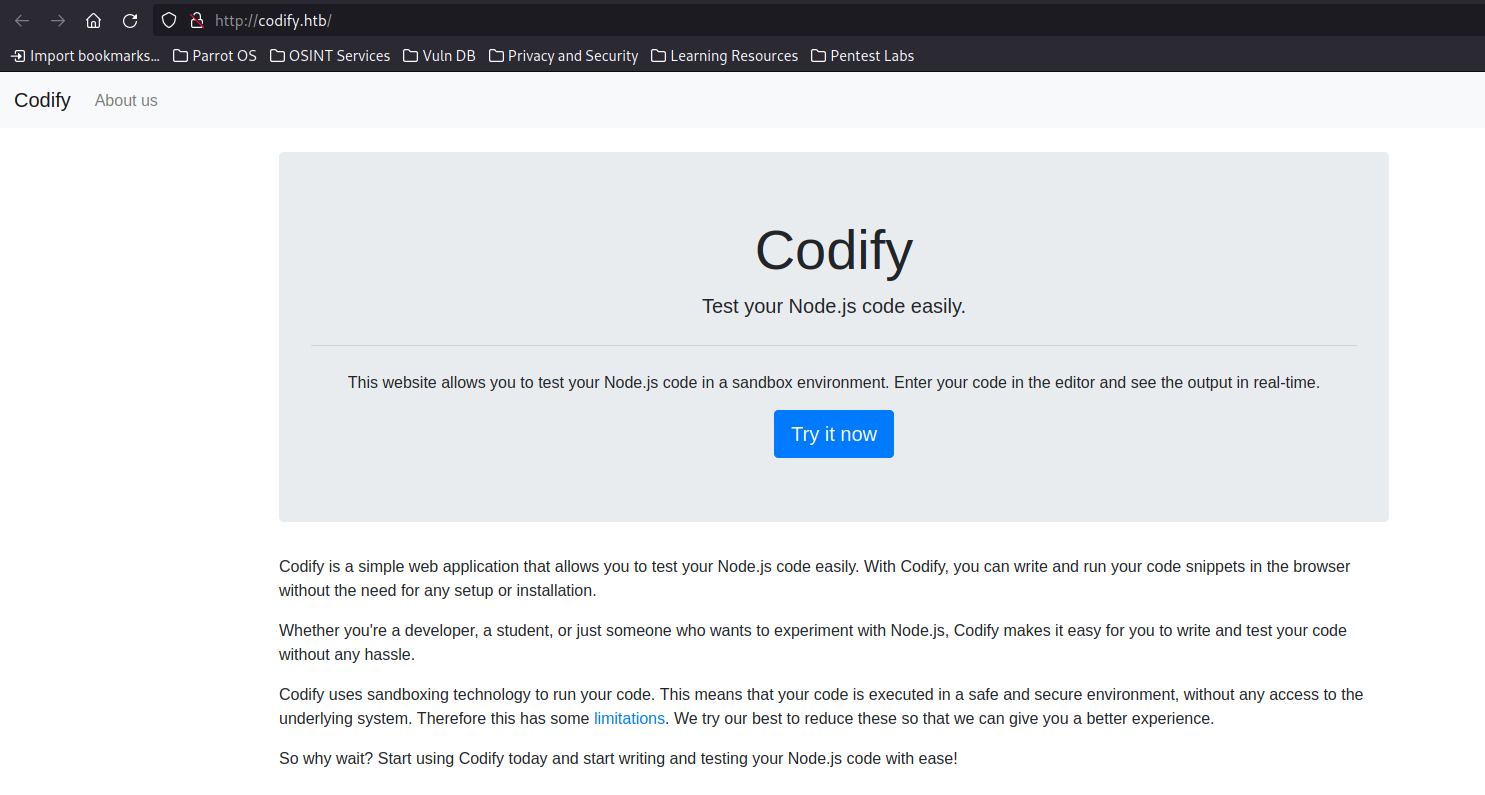 http://codify.htb/
Import bookmarks... Parrot OS OSINT Services Vuln DB Privacy and Security Learning Resources Pentest Labs
Codify About us
Codify
Test your Node.js code easily.
This website allows you to test your Node.js code in a sandbox environment. Enter your code in the editor and see the output in real-time.
Try it now
Codify is a simple web application that allows you to test your Node.js code easily. With Codify, you can write and run your code snippets in the browser
without the need for any setup or installation.
Whether you're a developer, a student, or just someone who wants to experiment with Node.js, Codify makes it easy for you to write and test your code
without any hassle.
Codify uses sandboxing technology to run your code. This means that your code is executed in a safe and secure environment, without any access to the
underlying system. Therefore this has some limitations. We try our best to reduce these so that we can give you a better experience.
So why wait? Start using Codify today and start writing and testing your Node.js code with ease!